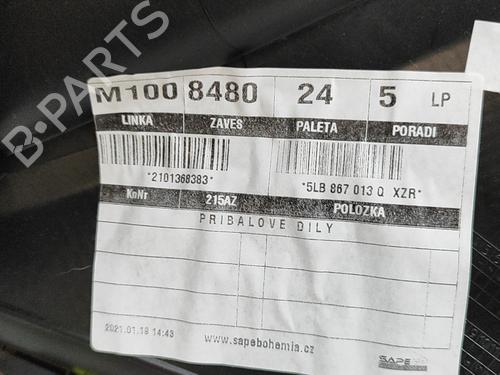 B-PARTS
M100 8480 24 5 LP
LINKA ZAVES PALETA PORADI
*2101368383* *5LB 867 013 Q XZR*
KnNr 215AZ POLOZKA
PRIBALOVE DILY
2021.01.19 14:43
www.sapebohemia.cz
SAPE